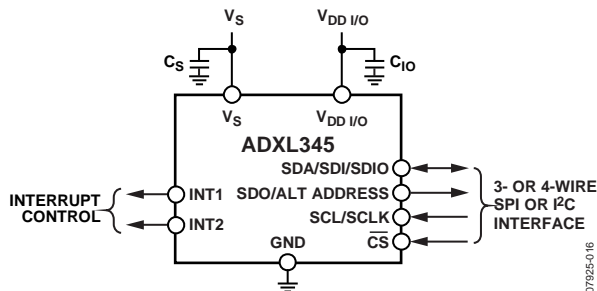 VS
VDD I/O
CS
CIO
VS
VDD I/O
ADXL345
SDA/SDI/SDIO
SDO/ALT ADDRESS
SCL/SCLK
CS
INT1
INT2
GND
INTERRUPT
CONTROL
3- OR 4-WIRE
SPI OR I2C
INTERFACE
07925-016